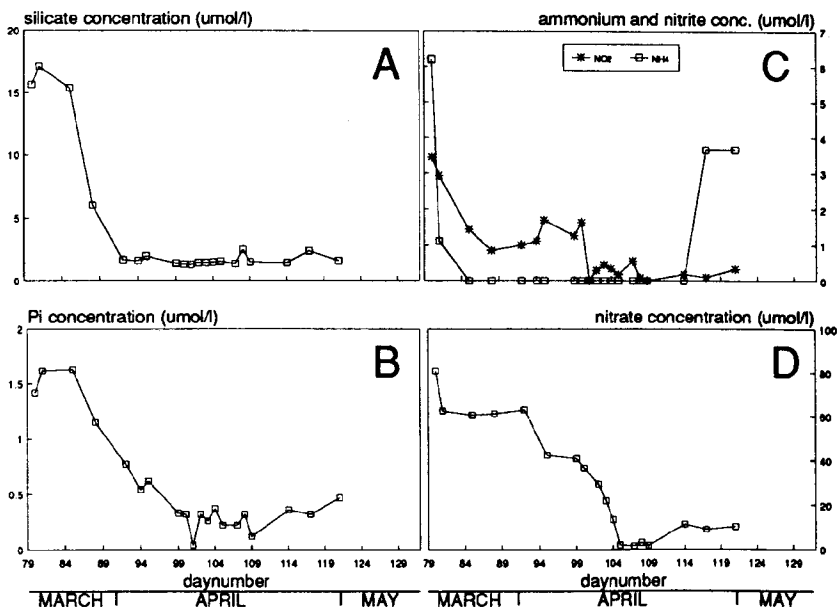 silicate concentration (umol/l)
20
15
10
5
0
A
ammonium and nitrite conc. (umol/l)
NO2 NH4
7
6
5
4
3
2
1
0
C
Pi concentration (umol/l)
2
1.5
1
0.5
0
B
79 84 89 94 99 104 109 114 119 124 129
daynumber
MARCH APRIL MAY
nitrate concentration (umol/l)
100
80
60
40
20
0
D
79 84 89 94 99 104 109 114 119 124 129
daynumber
MARCH APRIL MAY